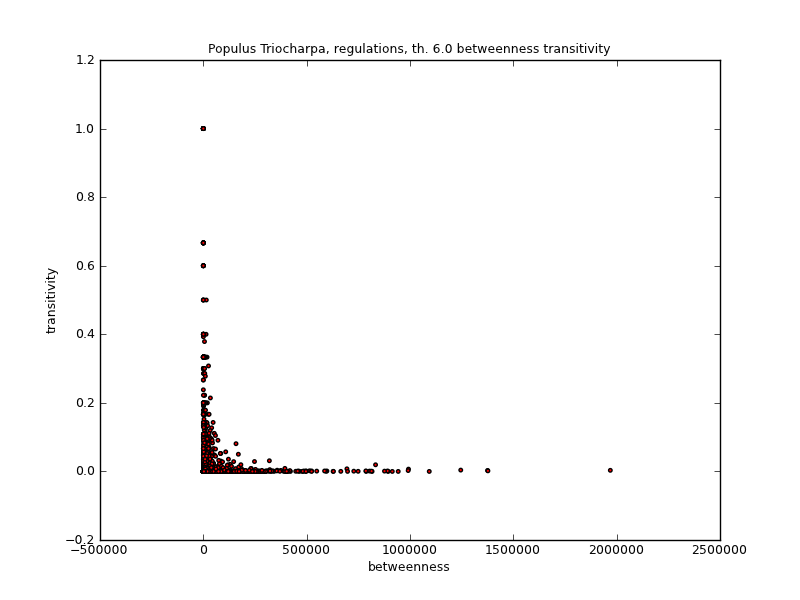 Populus Triocharpa, regulations, th. 6.0 betweenness transitivity
1.2
1.0
0.8
0.6
0.4
0.2
0.0
−0.2
transitivity
−500000 0 500000 1000000 1500000 2000000 2500000
betweenness